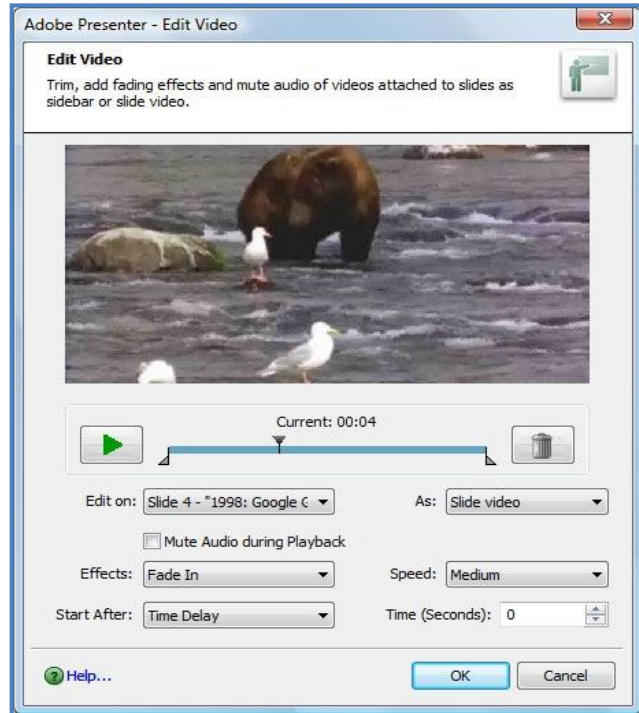 Adobe Presenter - Edit Video
Edit Video
Trim, add fading effects and mute audio of videos attached to slides as
sidebar or slide video.
Current: 00:04
Edit on: Slide 4 - "1998: Google G As: Slide video
Mute Audio during Playback
Effects: Fade In Speed: Medium
Start After: Time Delay Time (Seconds): 0
Help... OK Cancel